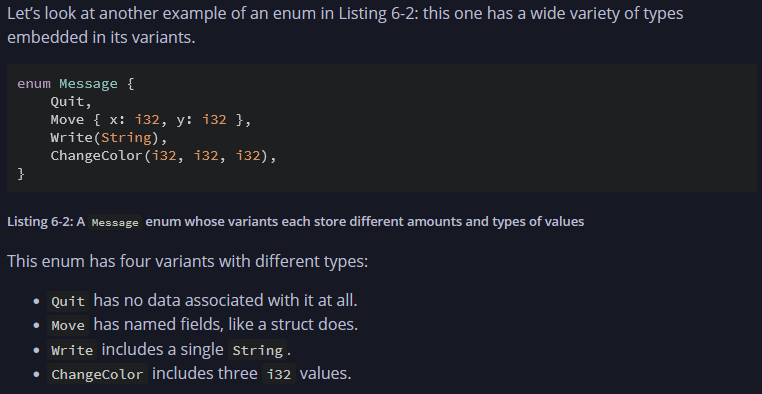 Let's look at another example of an enum in Listing 6-2: this one has a wide variety of types
embedded in its variants.
enum Message {
    Quit,
    Move { x: i32, y: i32 },
    Write(String),
    ChangeColor(i32, i32, i32),
}
Listing 6-2: A Message enum whose variants each store different amounts and types of values
This enum has four variants with different types:
• Quit has no data associated with it at all.
• Move has named fields, like a struct does.
• Write includes a single String.
• ChangeColor includes three i32 values.